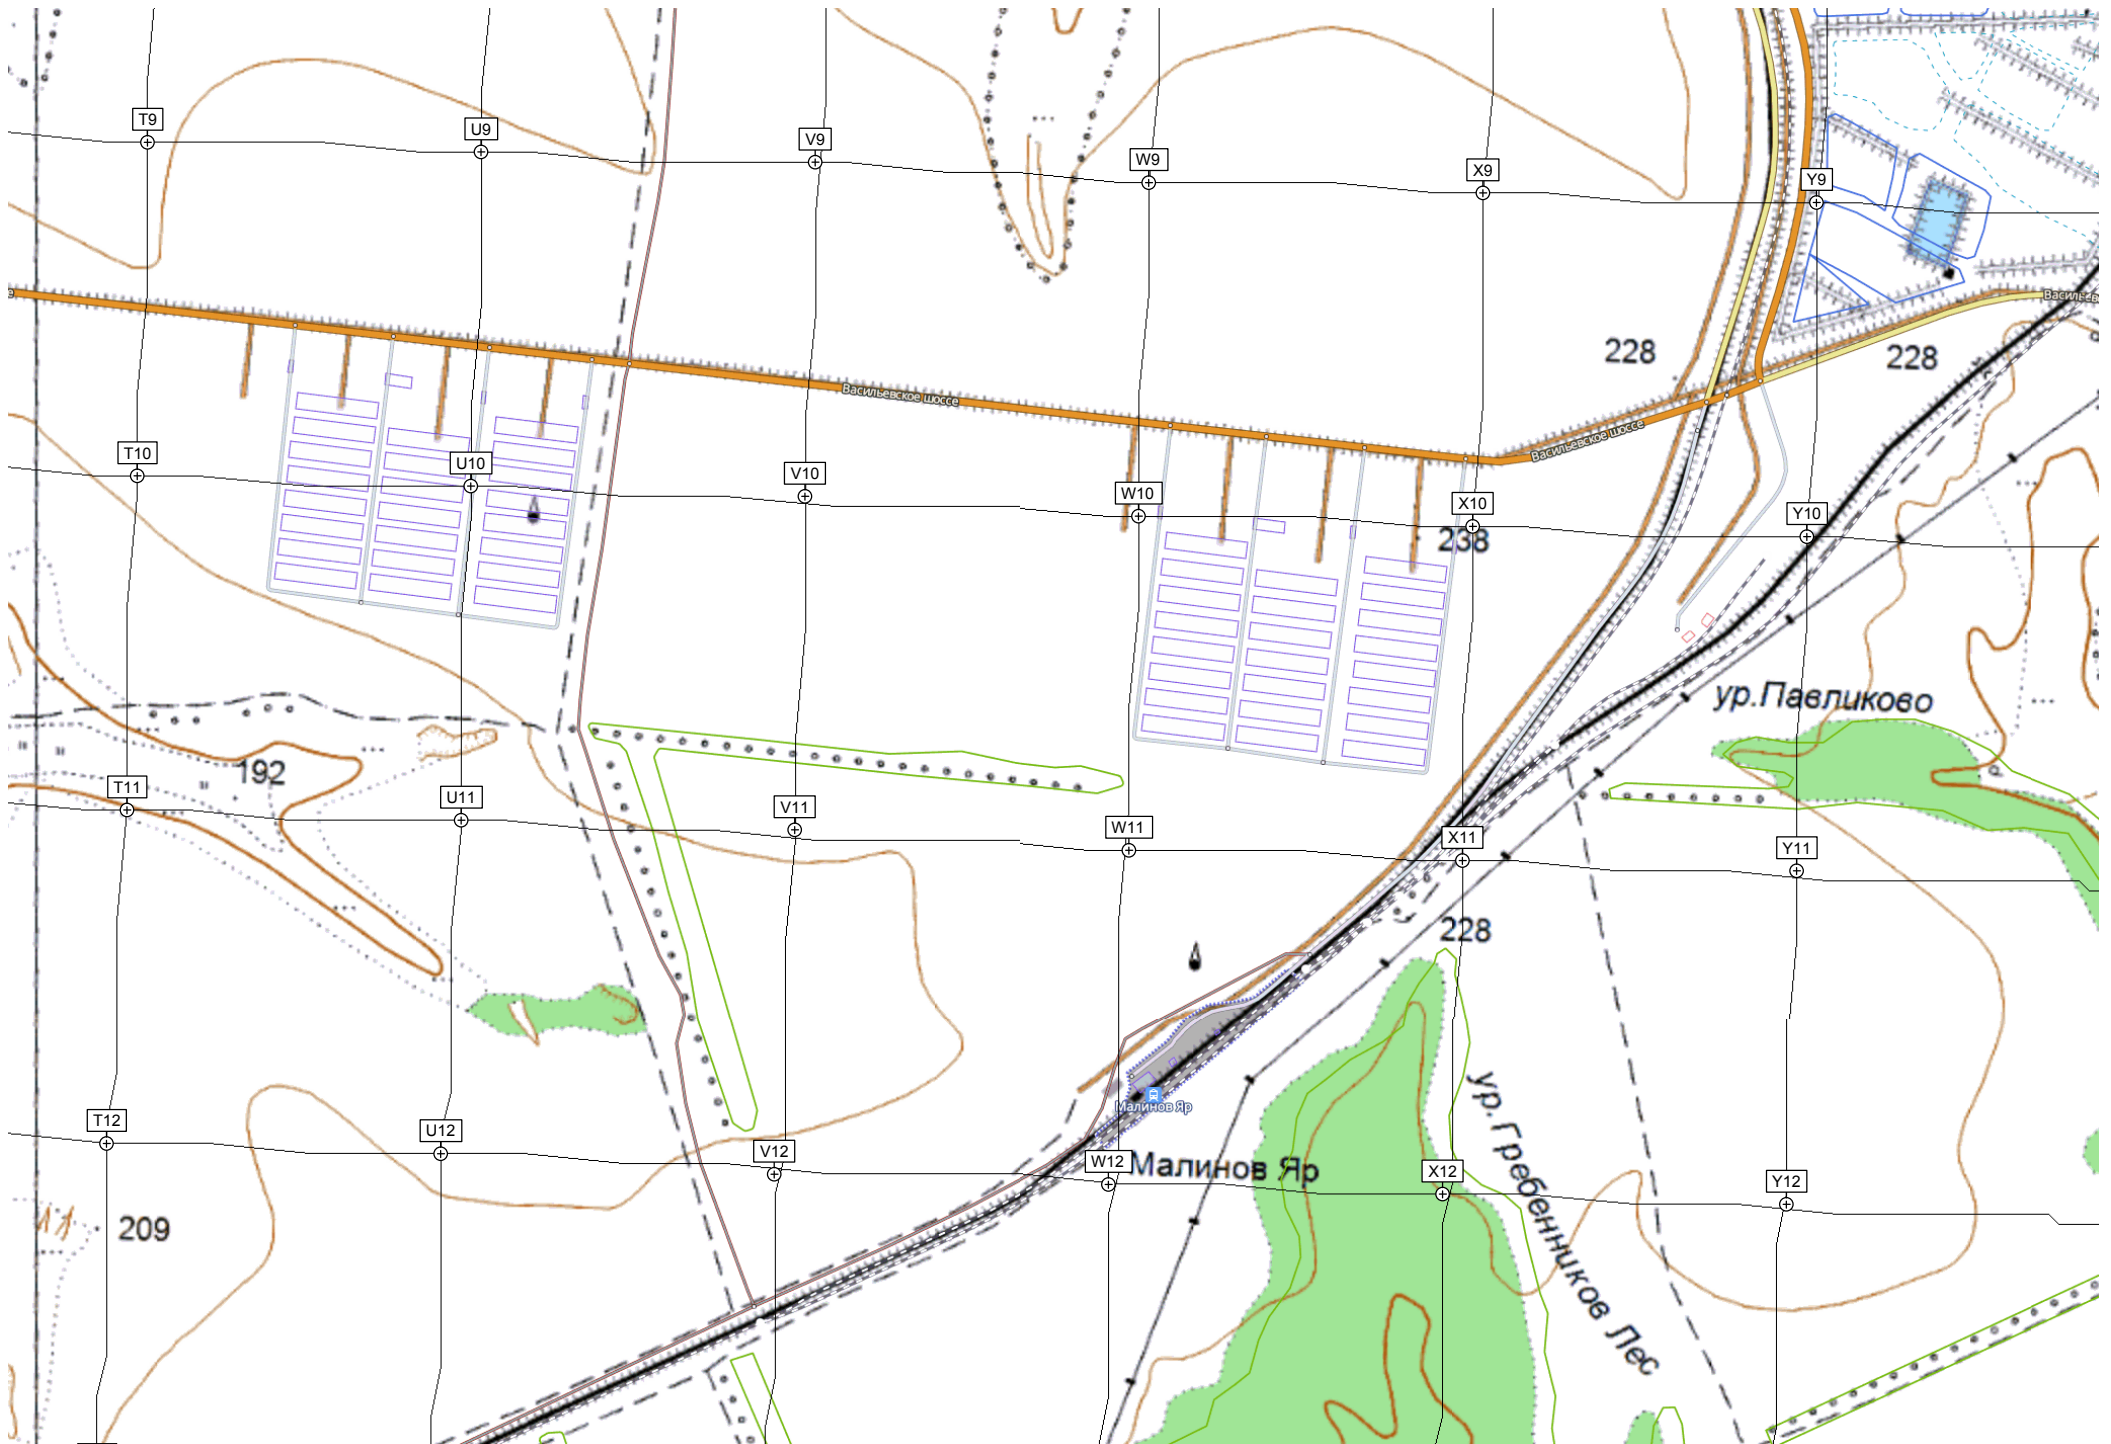 T9
U9
V9
W9
X9
Y9
Васильевское шоссе
228
228
Васильевское шоссе
T10
U10
V10
W10
X10
Y10
238
ур.Павликово
192
T11
U11
V11
W11
X11
Y11
228
Малинов Яр
T12
U12
V12
W12
X12
Y12
Малинов Яр
ур.Гребенников Лес
209